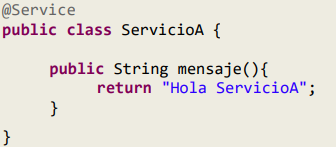 @Service
public class ServicioA {
public String mensaje(){
return "Hola ServicioA";
}
}